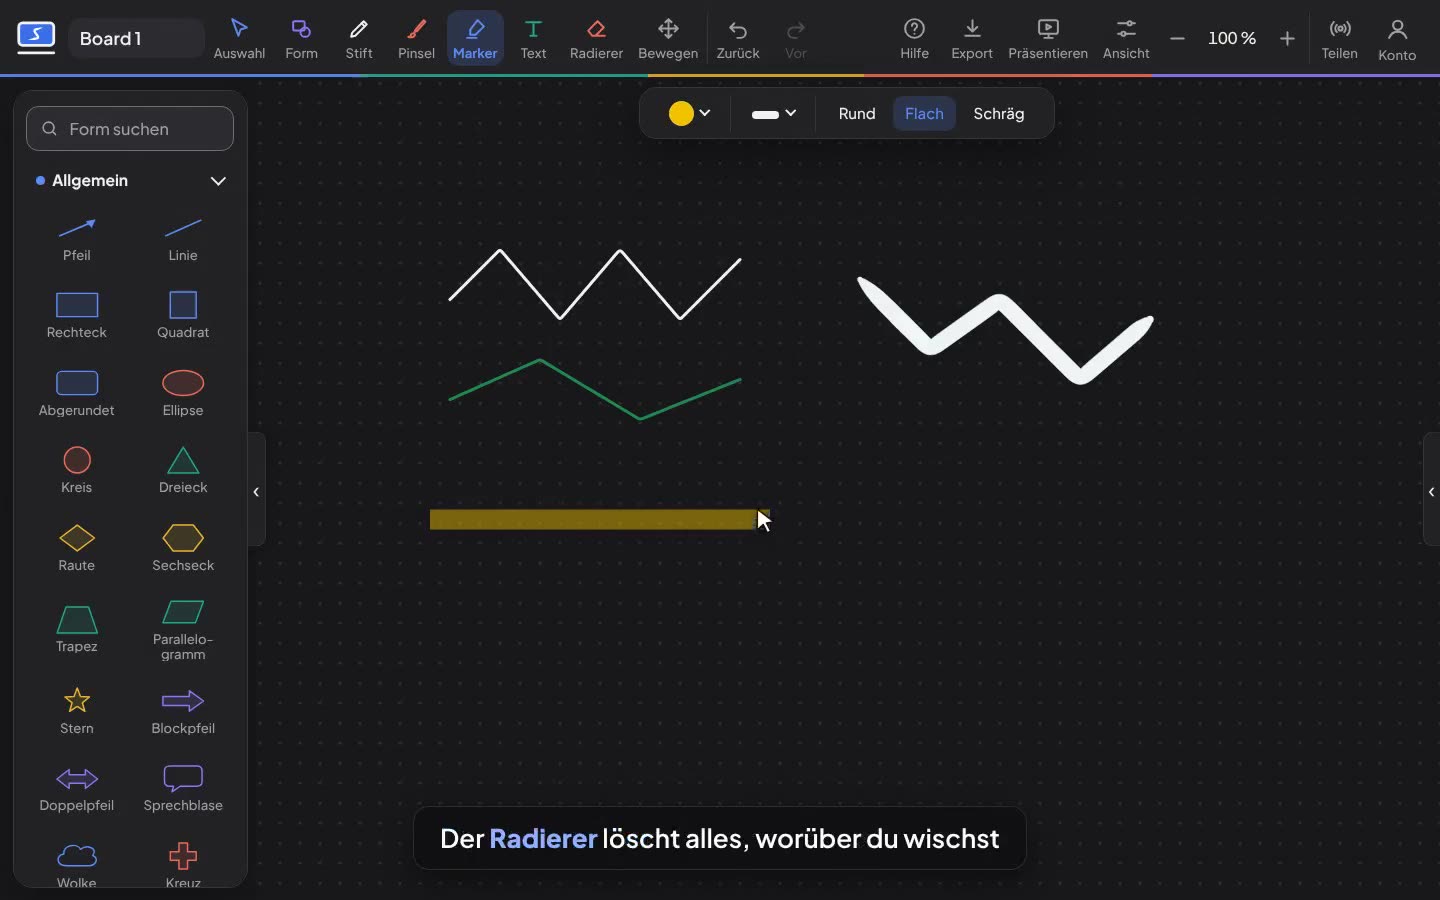 Board 1
Auswahl
Form
Stift
Pinsel
Marker
Text
Radierer
Bewegen
Zurück
Vor
Hilfe
Export
Präsentieren
Ansicht
100 %
Teilen
Konto
Form suchen
Rund
Flach
Schräg
Allgemein
Pfeil
Linie
Rechteck
Quadrat
Abgerundet
Ellipse
Kreis
Dreieck
Raute
Sechseck
Trapez
Parallelo-
gramm
Stern
Blockpfeil
Doppelpfeil
Sprechblase
Wolke
Kreuz
Der Radierer löscht alles, worüber du wischst